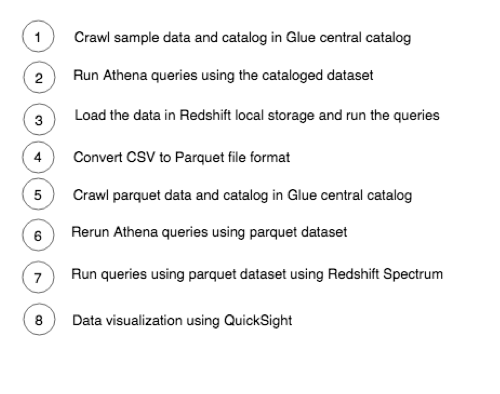 1 Crawl sample data and catalog in Glue central catalog
2 Run Athena queries using the cataloged dataset
3 Load the data in Redshift local storage and run the queries
4 Convert CSV to Parquet file format
5 Crawl parquet data and catalog in Glue central catalog
6 Rerun Athena queries using parquet dataset
7 Run queries using parquet dataset using Redshift Spectrum
8 Data visualization using QuickSight